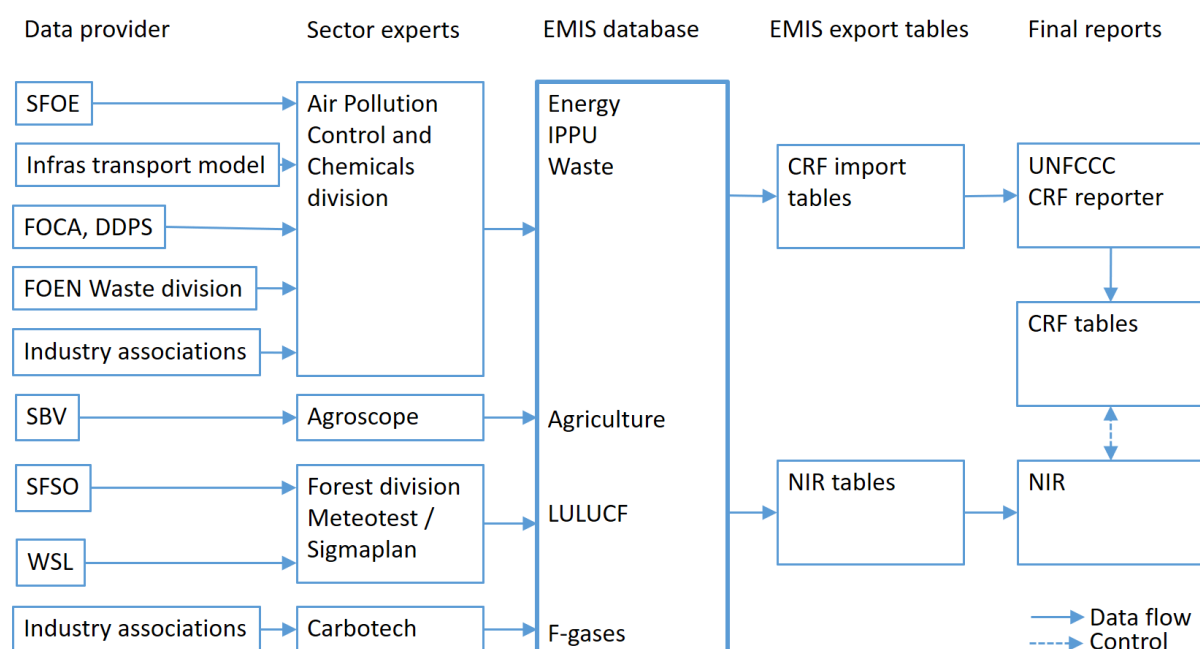 Data provider
Sector experts
EMIS database
EMIS export tables
Final reports
SFOE
Infras transport model
FOCA, DDPS
FOEN Waste division
Industry associations
SBV
SFSO
WSL
Industry associations
Air Pollution
Control and
Chemicals
division
Agroscope
Forest division
Meteotest /
Sigmaplan
Carbotech
Energy
IPPU
Waste
Agriculture
LULUCF
F-gases
CRF import
tables
NIR tables
UNFCCC
CRF reporter
CRF tables
NIR
Data flow
Control